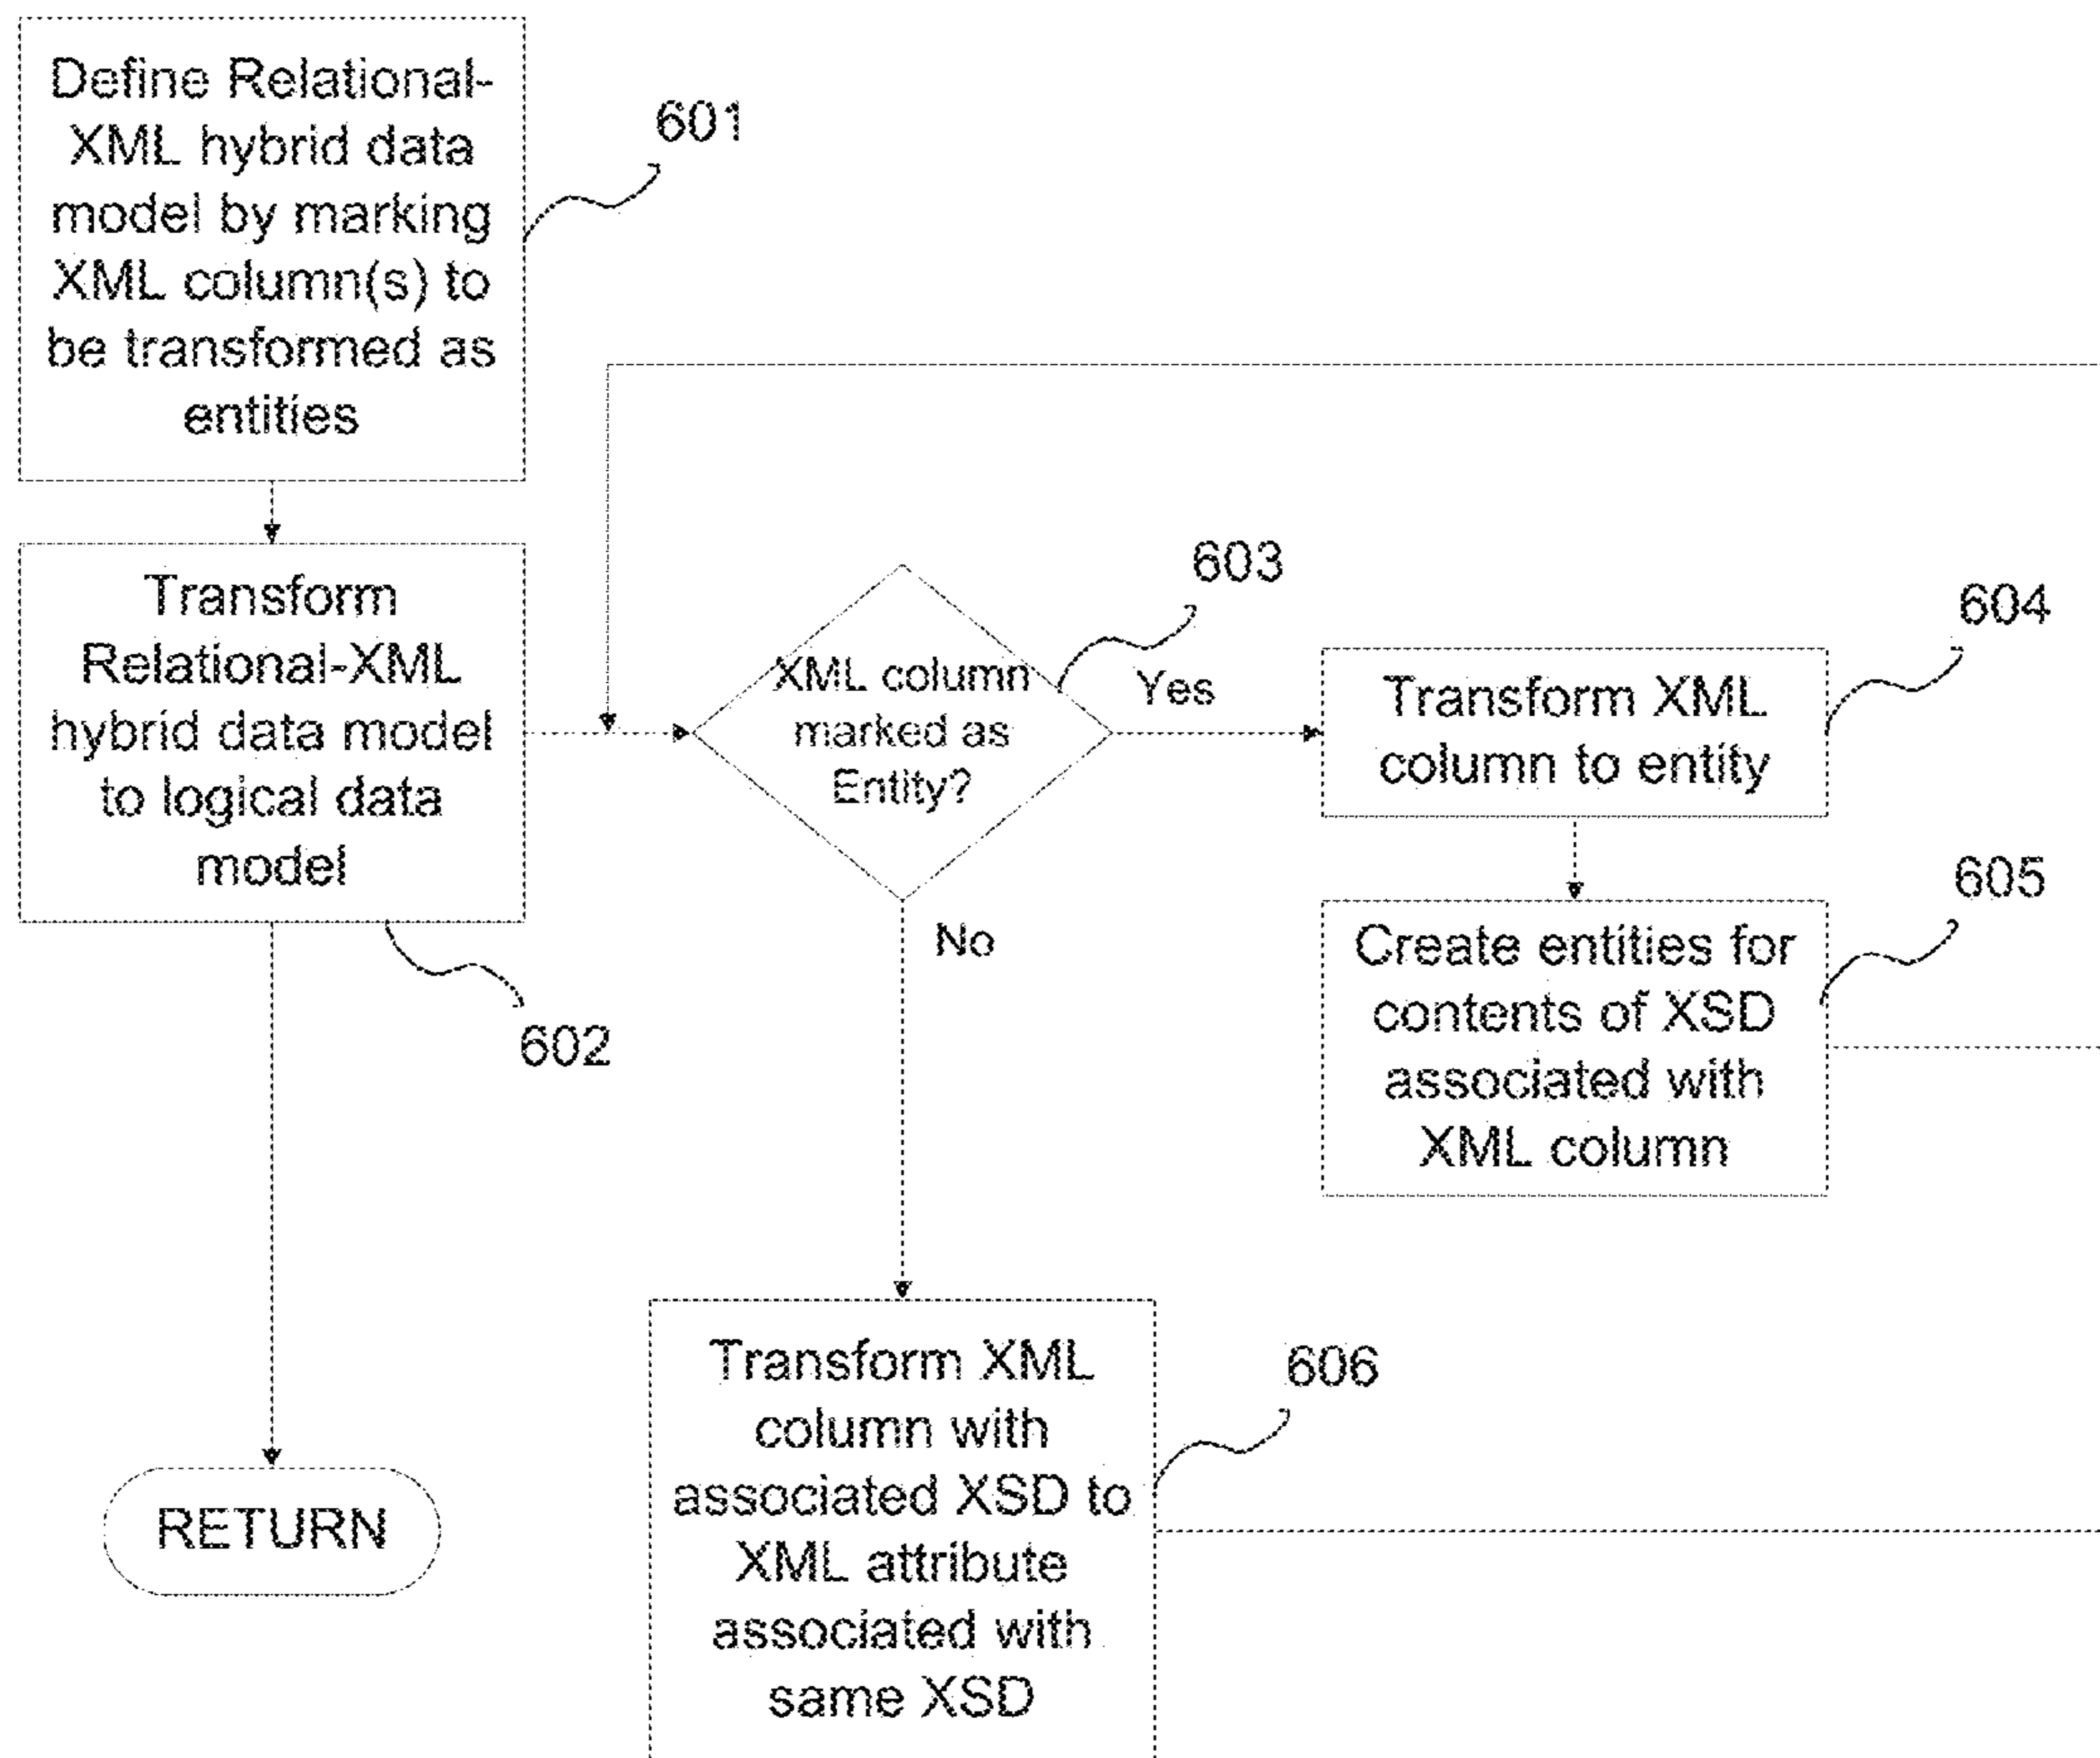 Define Relational-
XML hybrid data
model by marking
XML column(s) to
be transformed as
entities
601
Transform
Relational-XML
hybrid data model
to logical data
model
602
XML column
marked as
Entity?
603
Yes
No
Transform XML
column to entity
604
Create entities for
contents of XSD
associated with
XML column
605
Transform XML
column with
associated XSD to
XML attribute
associated with
same XSD
606
RETURN